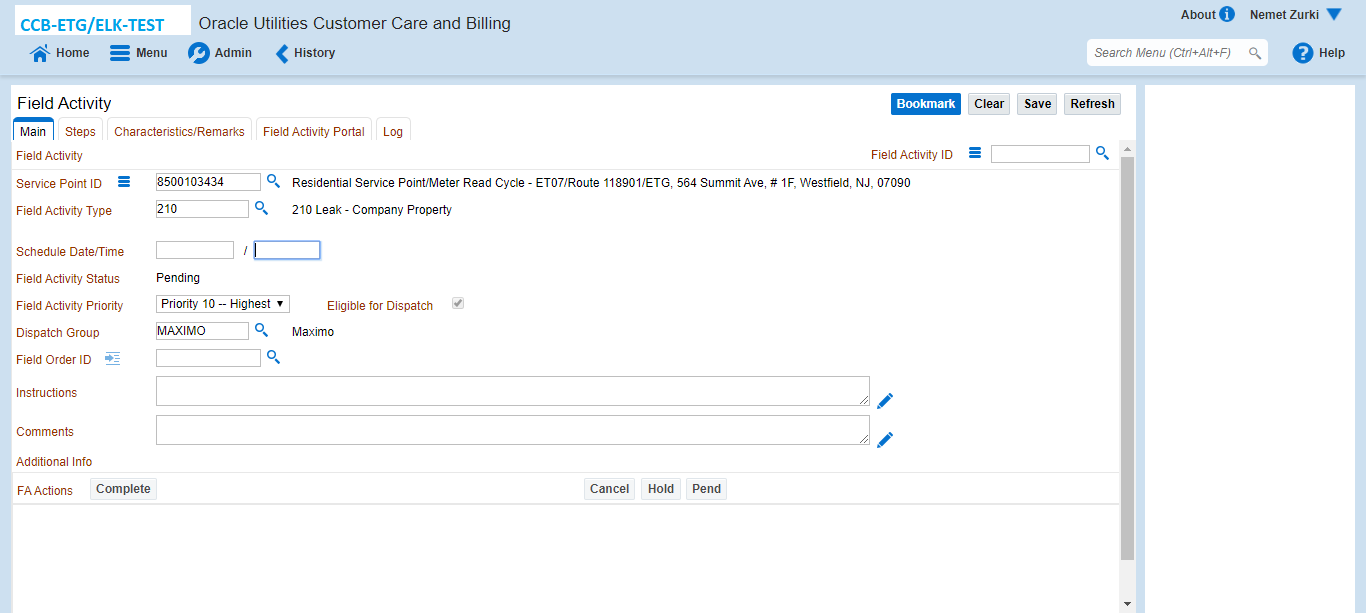 CCB-ETG/ELK-TEST Oracle Utilities Customer Care and Billing About Nemet Zurki
Home Menu Admin History Search Menu (Ctrl+Alt+F) Help
Field Activity Bookmark Clear Save Refresh
Main Steps Characteristics/Remarks Field Activity Portal Log
Field Activity Field Activity ID
Service Point ID 8500103434 Residential Service Point/Meter Read Cycle - ET07/Route 118901/ETG, 564 Summit Ave, # 1F, Westfield, NJ, 07090
Field Activity Type 210 210 Leak - Company Property
Schedule Date/Time /
Field Activity Status Pending
Field Activity Priority Priority 10 -- Highest Eligible for Dispatch
Dispatch Group MAXIMO Maximo
Field Order ID
Instructions
Comments
Additional Info
FA Actions Complete Cancel Hold Pend